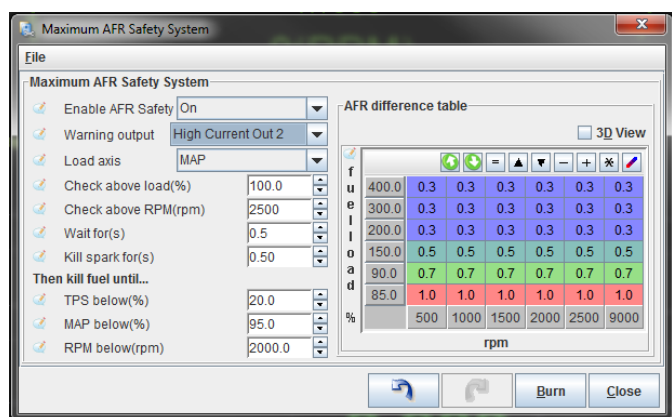 Maximum AFR Safety System
File
Maximum AFR Safety System
Enable AFR Safety On
Warning output High Current Out 2
Load axis MAP
Check above load(%) 100.0
Check above RPM(rpm) 2500
Wait for(s) 0.5
Kill spark for(s) 0.50
Then kill fuel until...
TPS below(%) 20.0
MAP below(%) 95.0
RPM below(rpm) 2000.0
AFR difference table
3D View
fuelload %
= - + *
400.0 0.3 0.3 0.3 0.3 0.3 0.3
300.0 0.3 0.3 0.3 0.3 0.3 0.3
200.0 0.3 0.3 0.3 0.3 0.3 0.3
150.0 0.5 0.5 0.5 0.5 0.5 0.5
90.0 0.7 0.7 0.7 0.7 0.7 0.7
85.0 1.0 1.0 1.0 1.0 1.0 1.0
500 1000 1500 2000 2500 9000
rpm
Burn Close